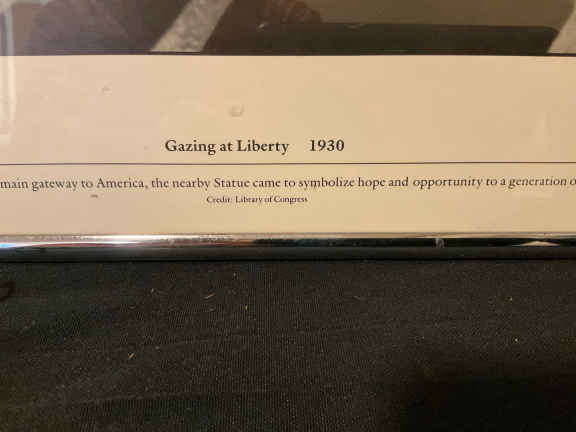 Gazing at Liberty 1930
main gateway to America, the nearby Statue came to symbolize hope and opportunity to a generation o
Credit: Library of Congress